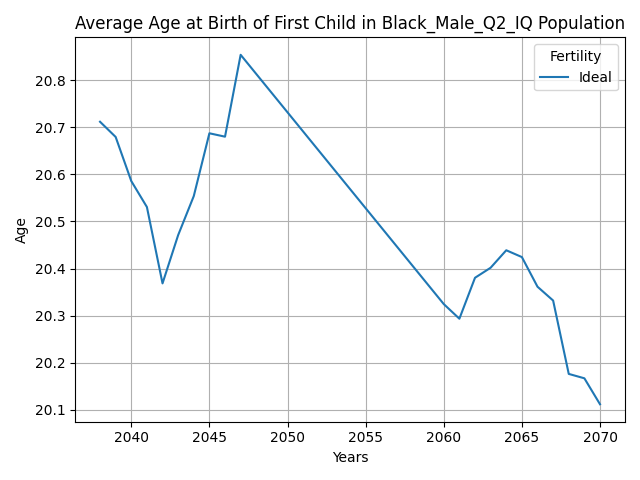 Average Age at Birth of First Child in Black_Male_Q2_IQ Population
Fertility
Ideal
20.8
20.7
20.6
20.5
20.4
20.3
20.2
20.1
Age
2040 2045 2050 2055 2060 2065 2070
Years